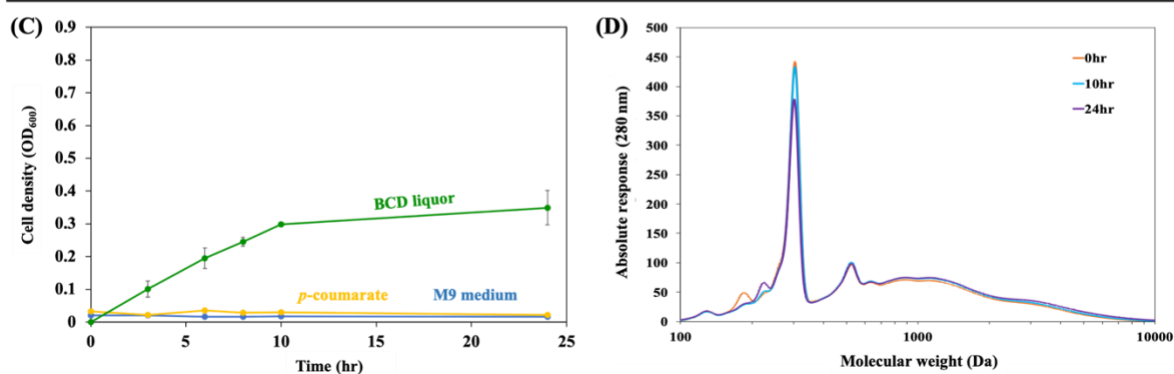 (C)
0.9
0.8
0.7
0.6
0.5
0.4
0.3
0.2
0.1
0
Cell density (OD600)
BCD liquor
p-coumarate
M9 medium
0 5 10 15 20 25
Time (hr)
(D)
500
450
400
350
300
250
200
150
100
50
0
Absolute response (280 nm)
0hr
10hr
24hr
100 1000 10000
Molecular weight (Da)